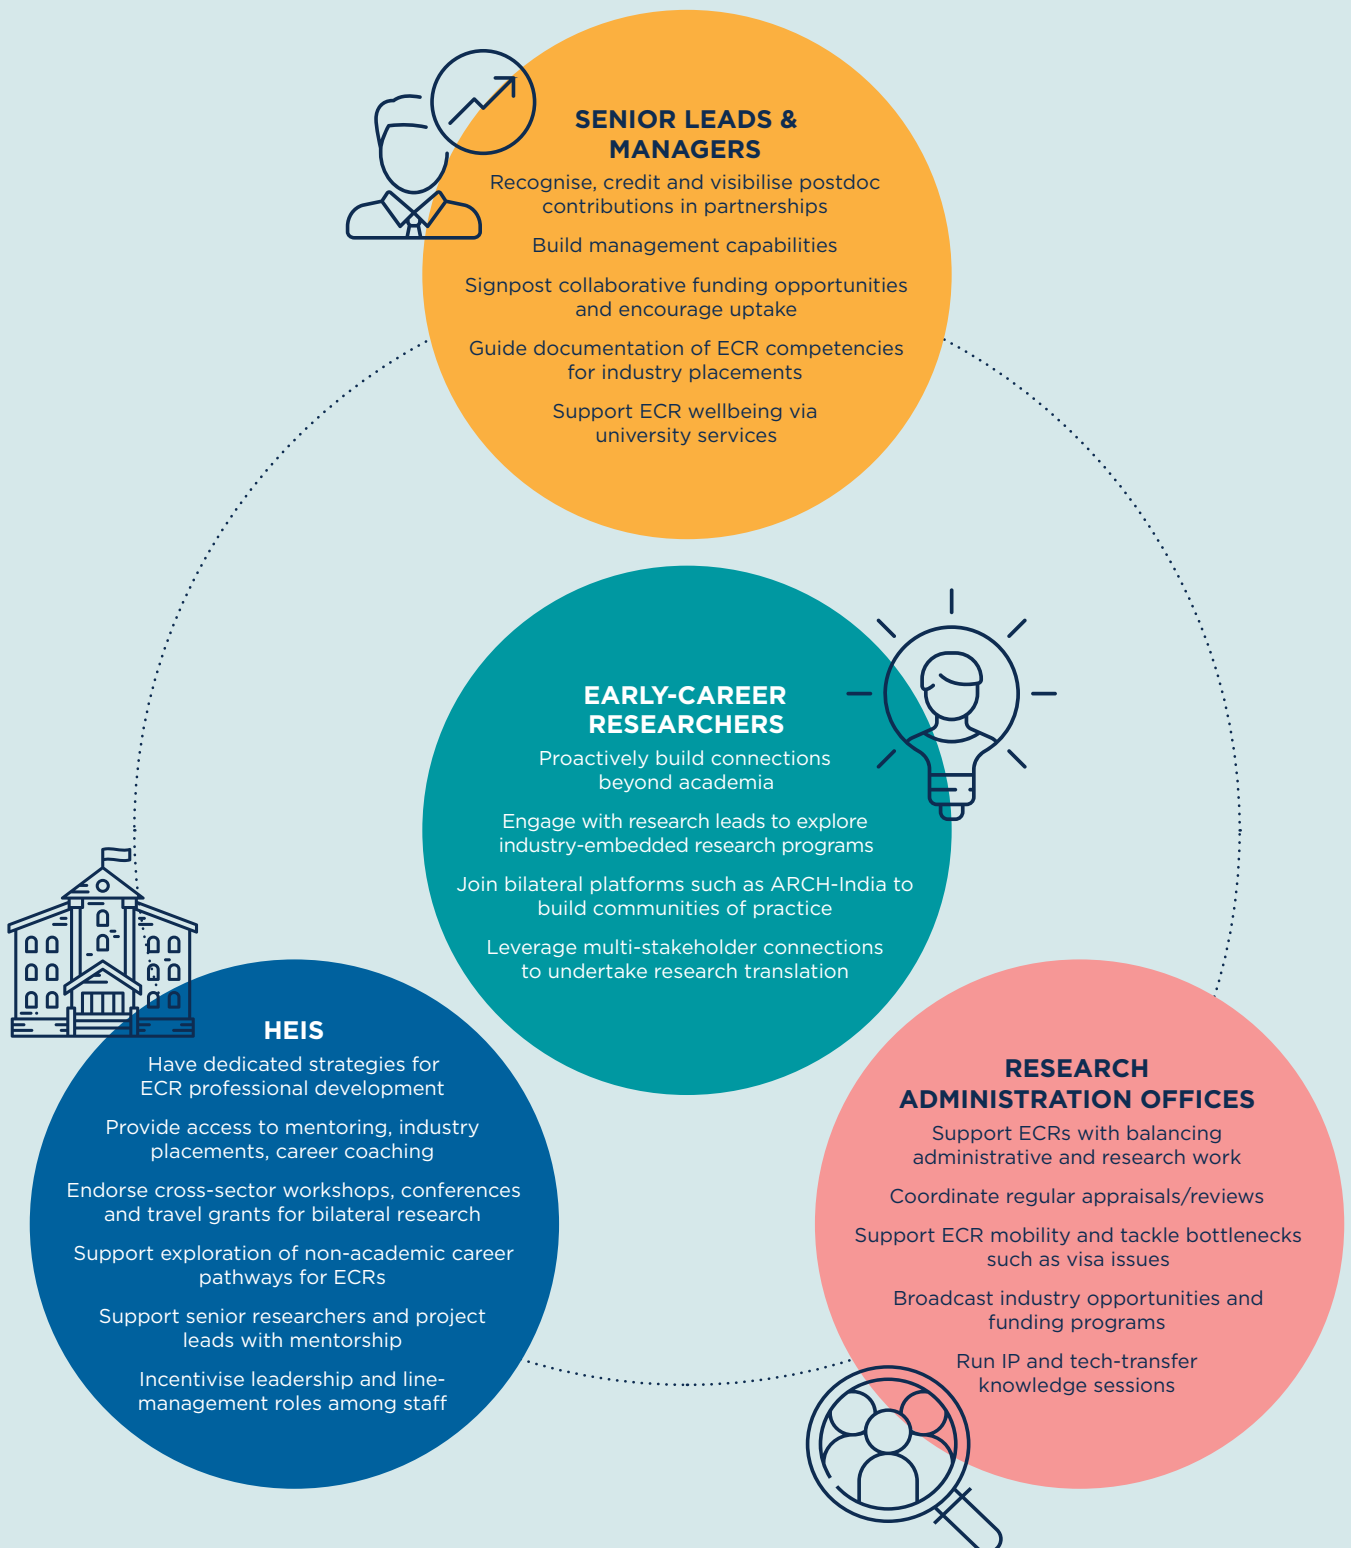 SENIOR LEADS &
MANAGERS
Recognise, credit and visibilise postdoc
contributions in partnerships
Build management capabilities
Signpost collaborative funding opportunities
and encourage uptake
Guide documentation of ECR competencies
for industry placements
Support ECR wellbeing via
university services
EARLY-CAREER
RESEARCHERS
Proactively build connections
beyond academia
Engage with research leads to explore
industry-embedded research programs
Join bilateral platforms such as ARCH-India to
build communities of practice
Leverage multi-stakeholder connections
to undertake research translation
HEIS
Have dedicated strategies for
ECR professional development
Provide access to mentoring, industry
placements, career coaching
Endorse cross-sector workshops, conferences
and travel grants for bilateral research
Support exploration of non-academic career
pathways for ECRs
Support senior researchers and project
leads with mentorship
Incentivise leadership and line-
management roles among staff
RESEARCH
ADMINISTRATION OFFICES
Support ECRs with balancing
administrative and research work
Coordinate regular appraisals/reviews
Support ECR mobility and tackle bottlenecks
such as visa issues
Broadcast industry opportunities and
funding programs
Run IP and tech-transfer
knowledge sessions